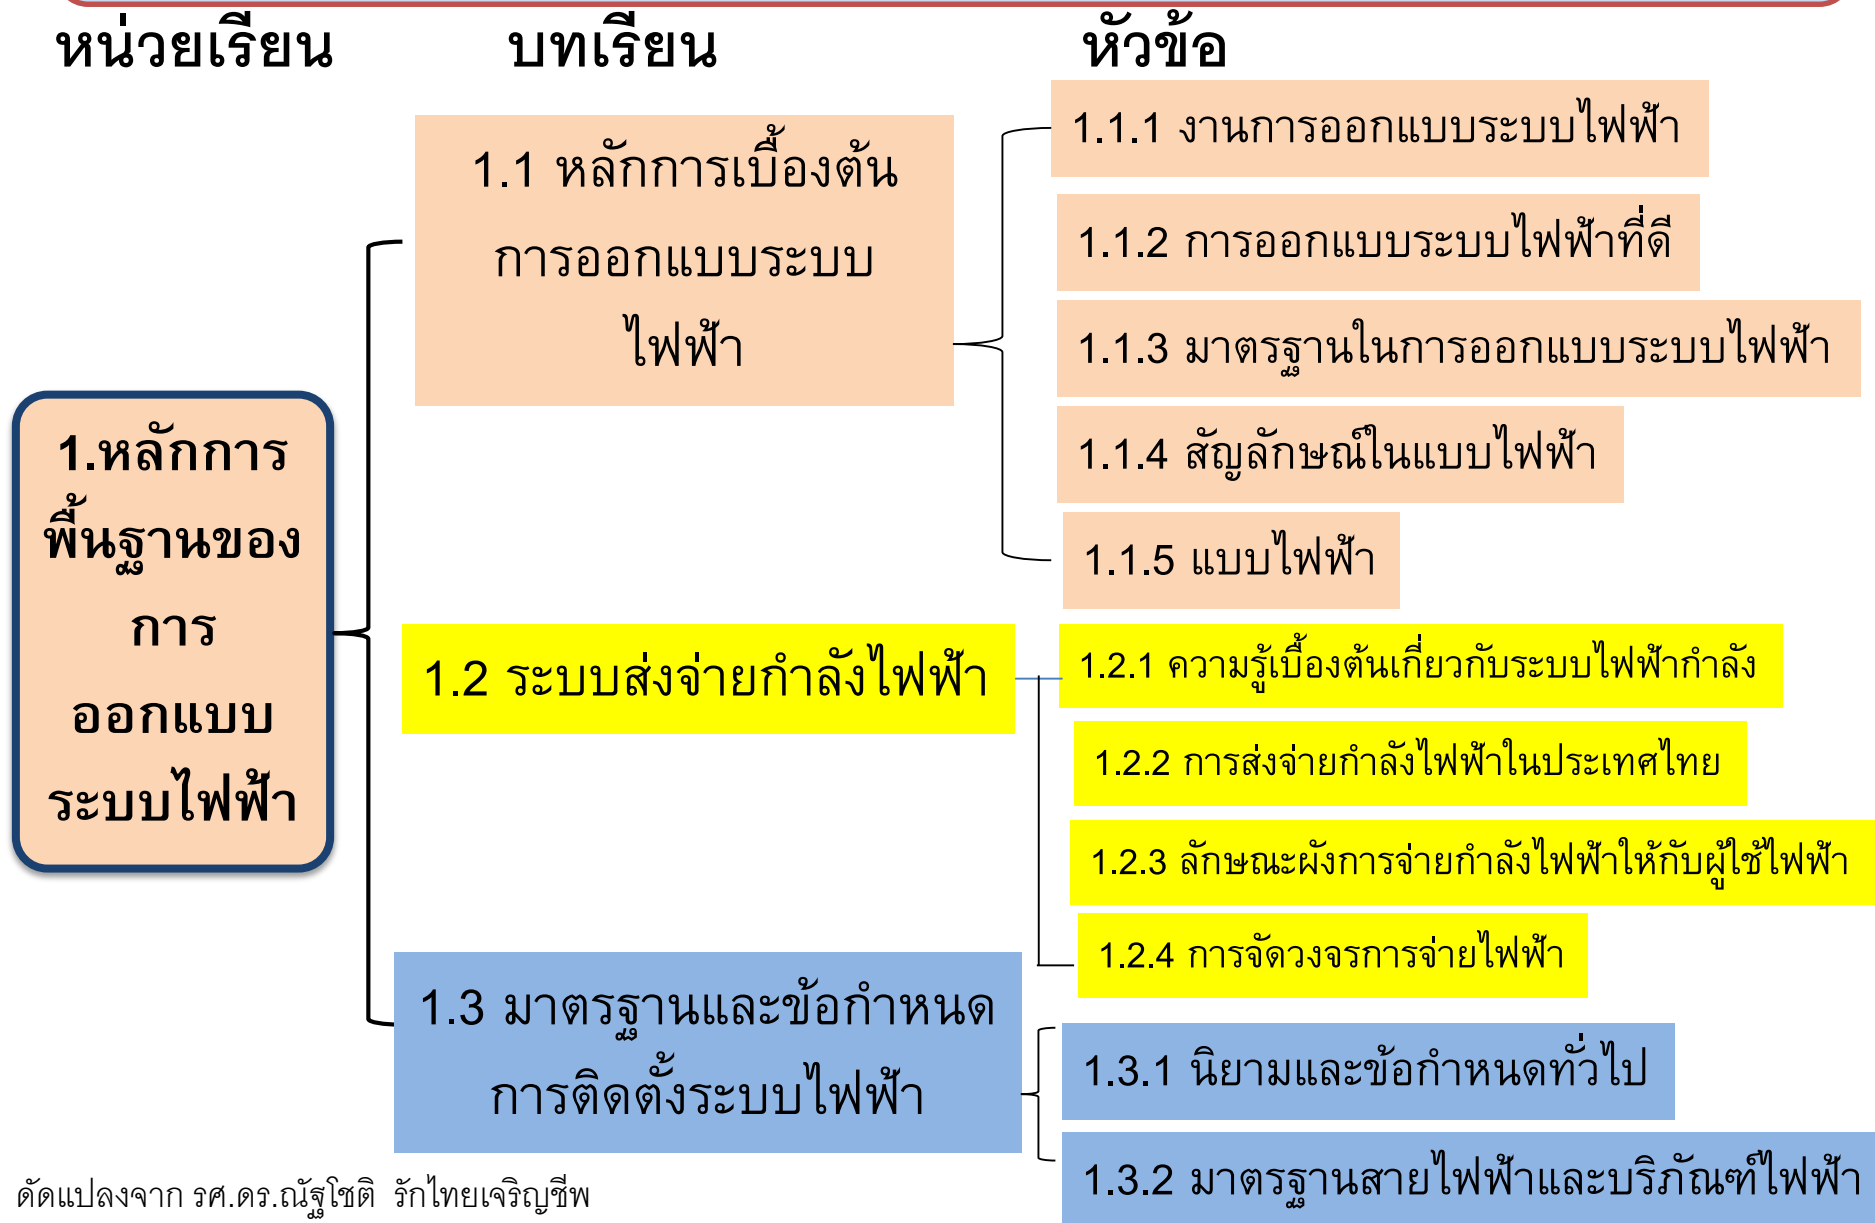 หน่วยเรียน บทเรียน หัวข้อ
1.หลักการ
พื้นฐานของ
การ
ออกแบบ
ระบบไฟฟ้า
1.1 หลักการเบื้องต้น
การออกแบบระบบ
ไฟฟ้า
1.1.1 งานการออกแบบระบบไฟฟ้า
1.1.2 การออกแบบระบบไฟฟ้าที่ดี
1.1.3 มาตรฐานในการออกแบบระบบไฟฟ้า
1.1.4 สัญลักษณ์ในแบบไฟฟ้า
1.1.5 แบบไฟฟ้า
1.2 ระบบส่งจ่ายกำลังไฟฟ้า
1.2.1 ความรู้เบื้องต้นเกี่ยวกับระบบไฟฟ้ากำลัง
1.2.2 การส่งจ่ายกำลังไฟฟ้าในประเทศไทย
1.2.3 ลักษณะผังการจ่ายกำลังไฟฟ้าให้กับผู้ใช้ไฟฟ้า
1.2.4 การจัดวงจรการจ่ายไฟฟ้า
1.3 มาตรฐานและข้อกำหนด
การติดตั้งระบบไฟฟ้า
1.3.1 นิยามและข้อกำหนดทั่วไป
1.3.2 มาตรฐานสายไฟฟ้าและบริภัณฑ์ไฟฟ้า
ดัดแปลงจาก รศ.ดร.ณัฐโชติ รักไทยเจริญชีพ